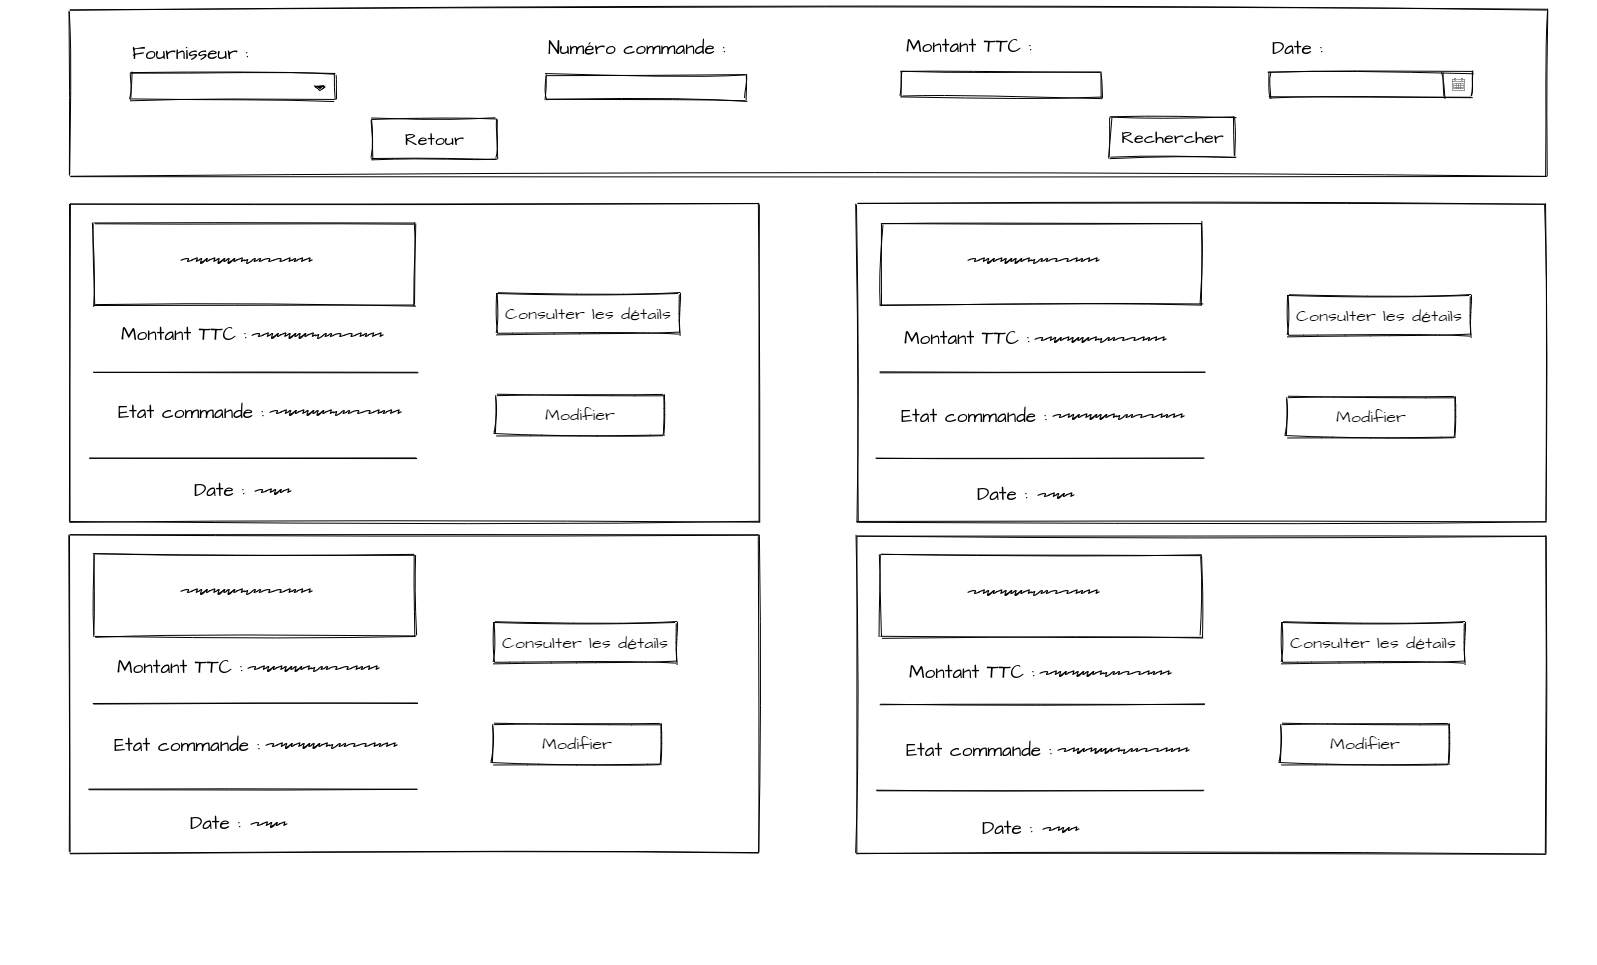 Fournisseur :
Numéro commande :
Montant TTC :
Date :
Retour
Rechercher
Montant TTC :
Etat commande :
Date :
Consulter les détails
Modifier
Montant TTC :
Etat commande :
Date :
Consulter les détails
Modifier
Montant TTC :
Etat commande :
Date :
Consulter les détails
Modifier
Montant TTC :
Etat commande :
Date :
Consulter les détails
Modifier